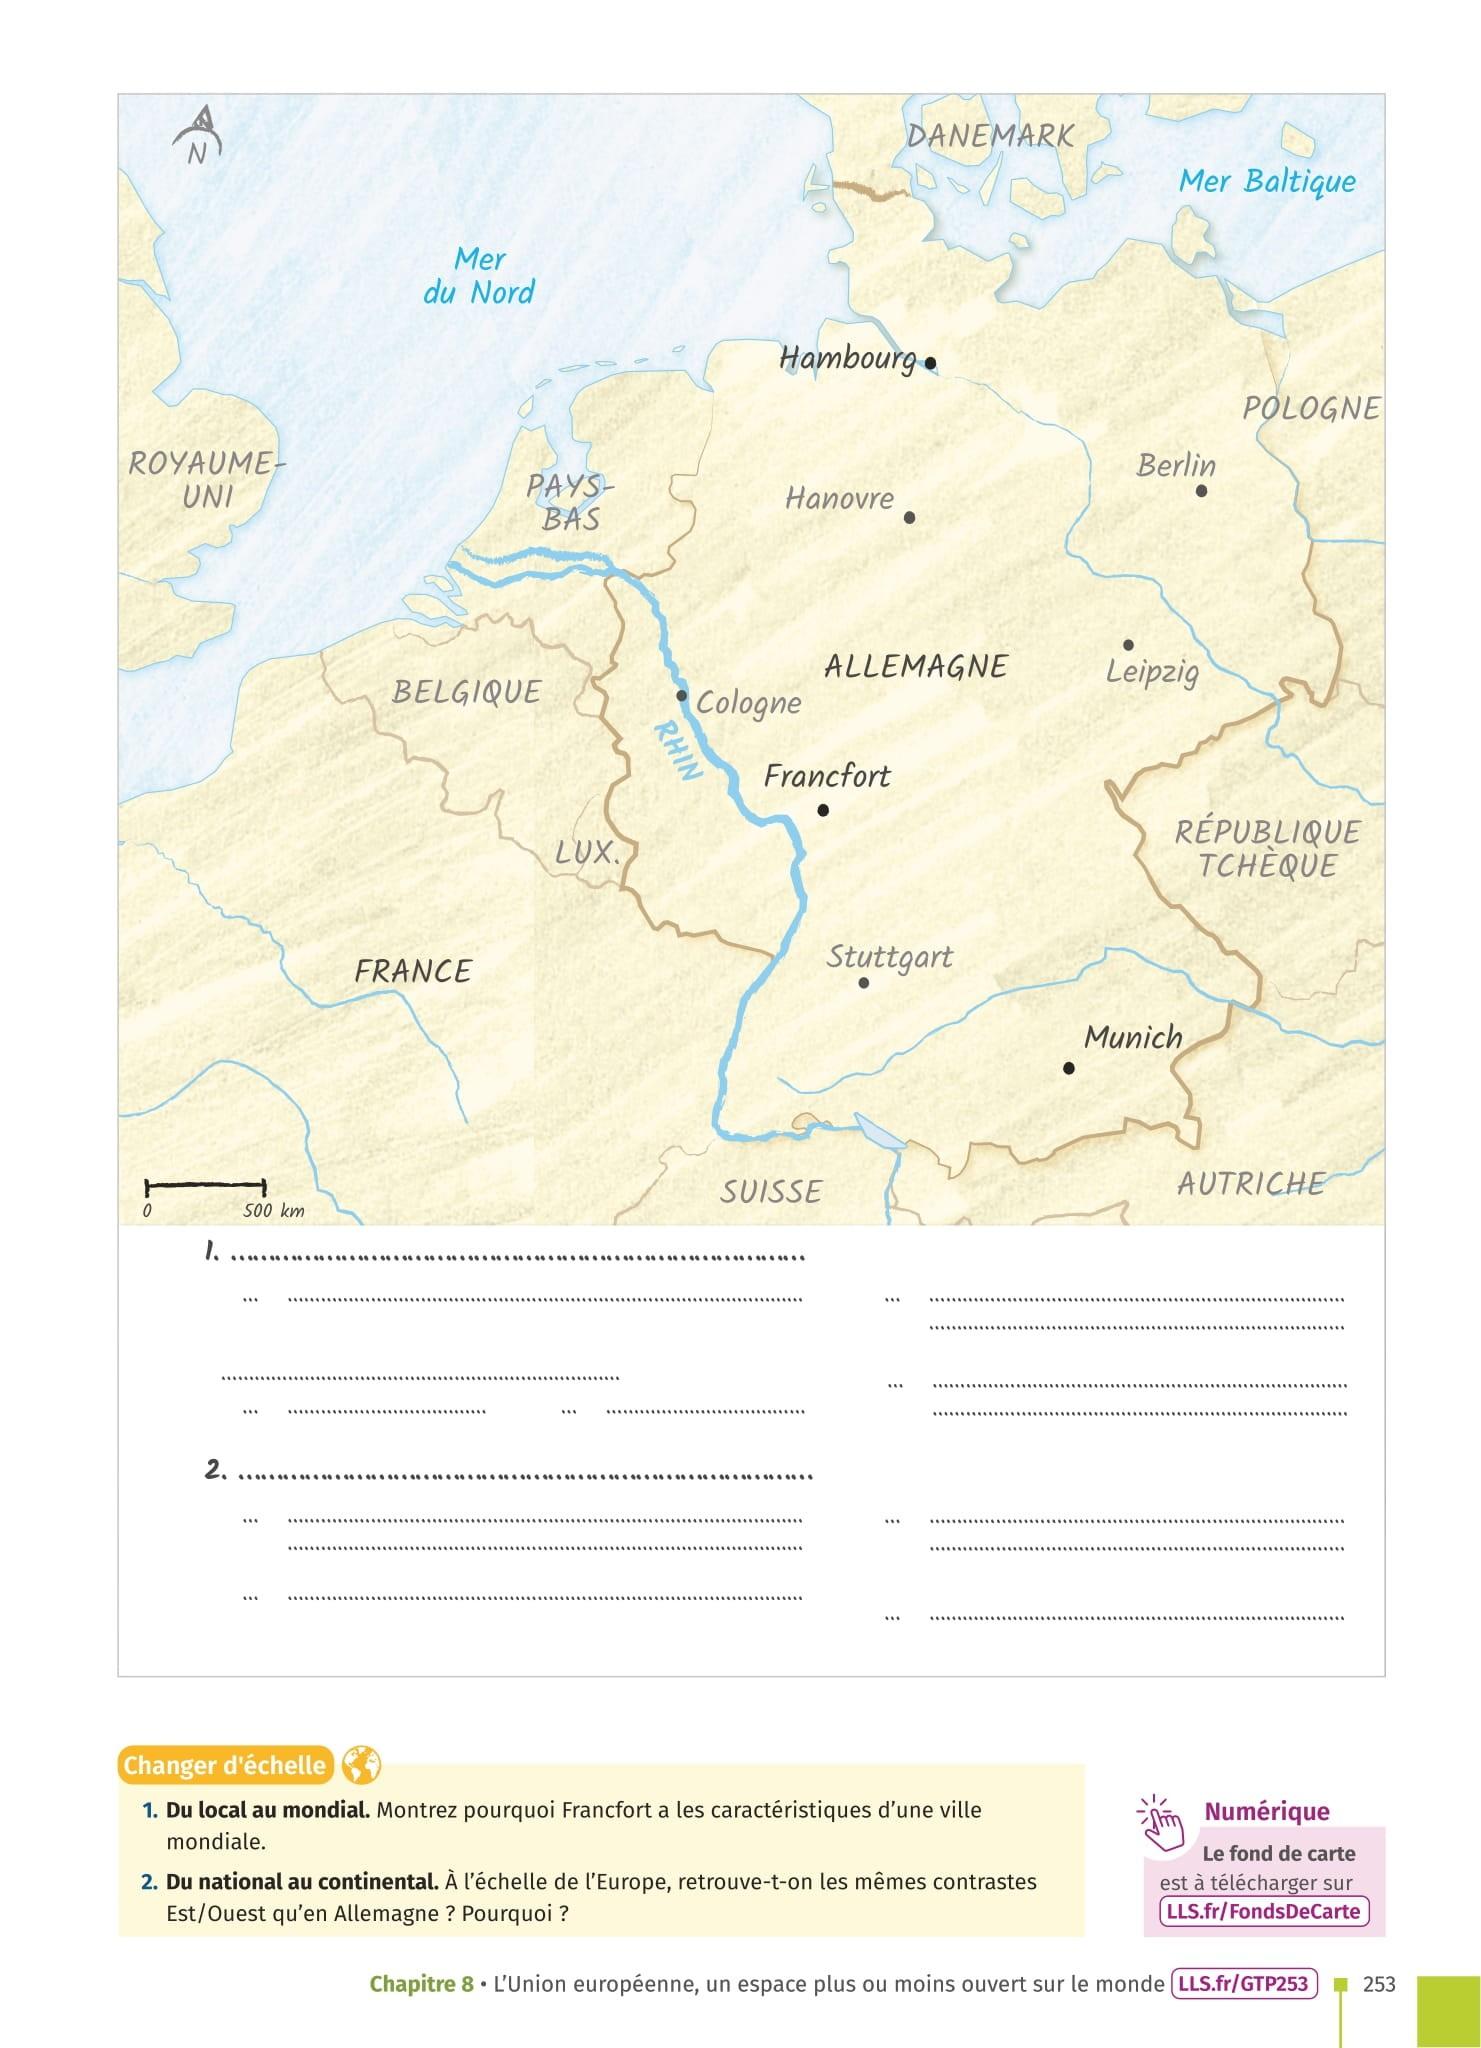 N
DANEMARK
Mer Baltique
Mer
du Nord
Hambourg
POLOGNE
ROYAUME-
UNI
Berlin
PAYS-
BAS
Hanovre
ALLEMAGNE
Leipzig
BELGIQUE
Cologne
RHIN
Francfort
RÉPUBLIQUE
TCHÈQUE
LUX.
FRANCE
Stuttgart
Munich
SUISSE
AUTRICHE
0 500 km
1. ........................................................................
... ........................................................................
... ........................................................................
........................................................................
........................................................................
... ....................................
... ....................................
... ........................................................................
........................................................................
2. ........................................................................
... ........................................................................
........................................................................
... ........................................................................
........................................................................
... ........................................................................
... ........................................................................
Changer d'échelle
1. Du local au mondial. Montrez pourquoi Francfort a les caractéristiques d'une ville
mondiale.
2. Du national au continental. À l'échelle de l'Europe, retrouve-t-on les mêmes contrastes
Est/Ouest qu'en Allemagne ? Pourquoi ?
Numérique
Le fond de carte
est à télécharger sur
LLS.fr/FondsDeCarte
Chapitre 8 • L'Union européenne, un espace plus ou moins ouvert sur le monde LLS.fr/GTP253 253